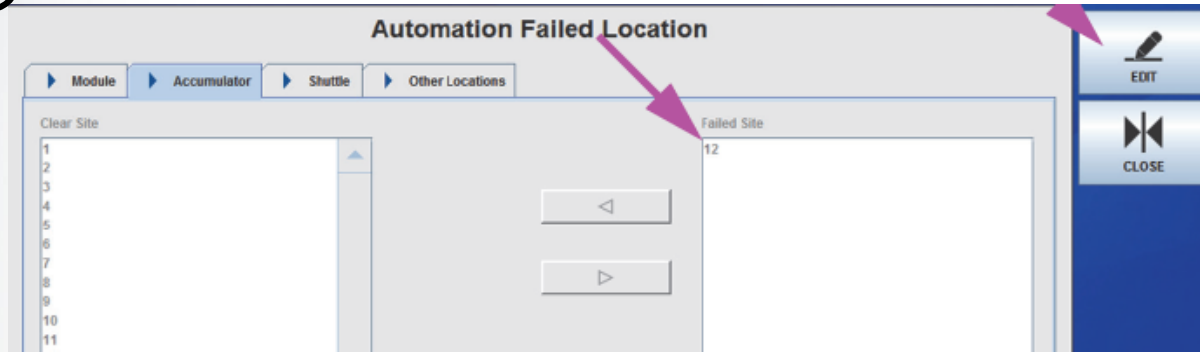 Automation Failed Location
EDIT
Module Accumulator Shuttle Other Locations
Clear Site
Failed Site
1
2
3
4
5
6
7
8
9
10
11
12
CLOSE